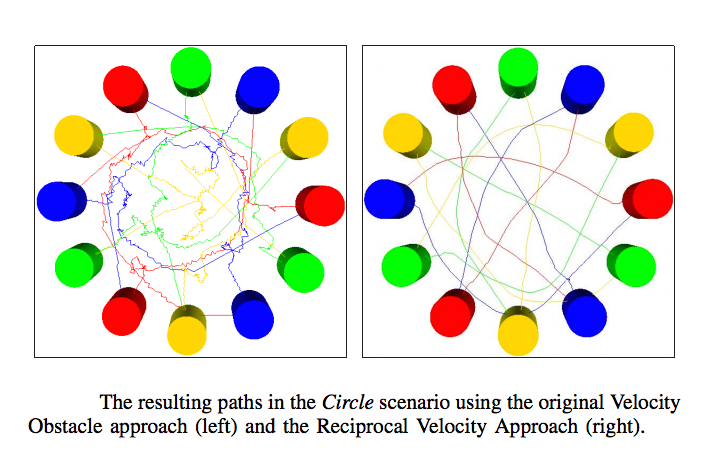 The resulting paths in the Circle scenario using the original Velocity
Obstacle approach (left) and the Reciprocal Velocity Approach (right).